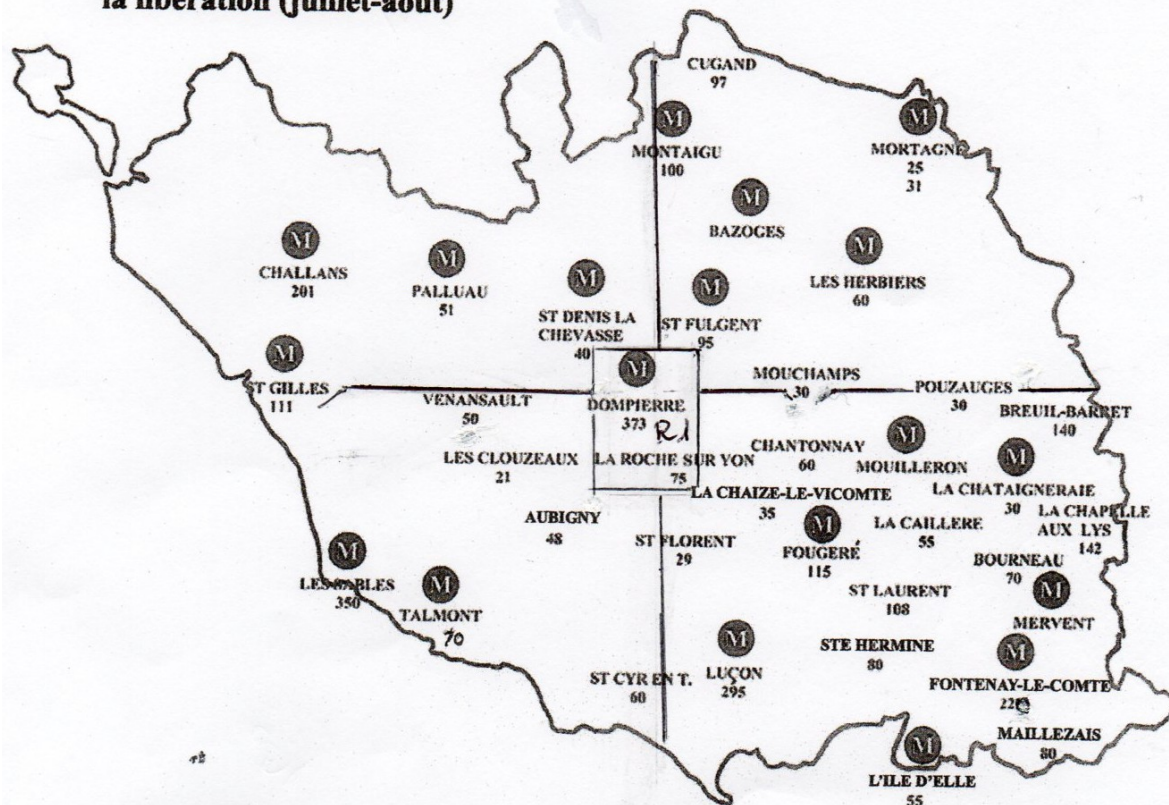 la libération (juillet-août)
CUGAND
97
M
MONTAIGU
100
M
MORTAGNE
25
31
M
BAZOGES
M
CHALLANS
201
M
PALLUAU
51
M
ST DENIS LA
CHEVASSE
40
M
ST FULGENT
95
M
LES HERBIERS
60
M
ST GILLES
111
VENANSAULT
50
M
DOMPIERRE
373
R1
MOUCHAMPS
30
POUZAUGES
30
BREUIL-BARRET
140
LES CLOUZEAUX
21
LA ROCHE SUR YON
75
CHANTONNAY
60
M
MOUILLERON
M
LA CHATAIGNERAIE
30
LA CHAIZE-LE-VICOMTE
35
LA CHAPELLE
AUX LYS
142
AUBIGNY
48
ST FLORENT
29
M
FOUGERÉ
115
LA CAILLERE
55
BOURNEAU
70
M
LES SABLES
350
M
TALMONT
70
ST LAURENT
108
M
MERVENT
ST CYR EN T.
60
M
LUÇON
295
STE HERMINE
80
M
FONTENAY-LE-COMTE
MAILLEZAIS
80
M
L'ILE D'ELLE
55